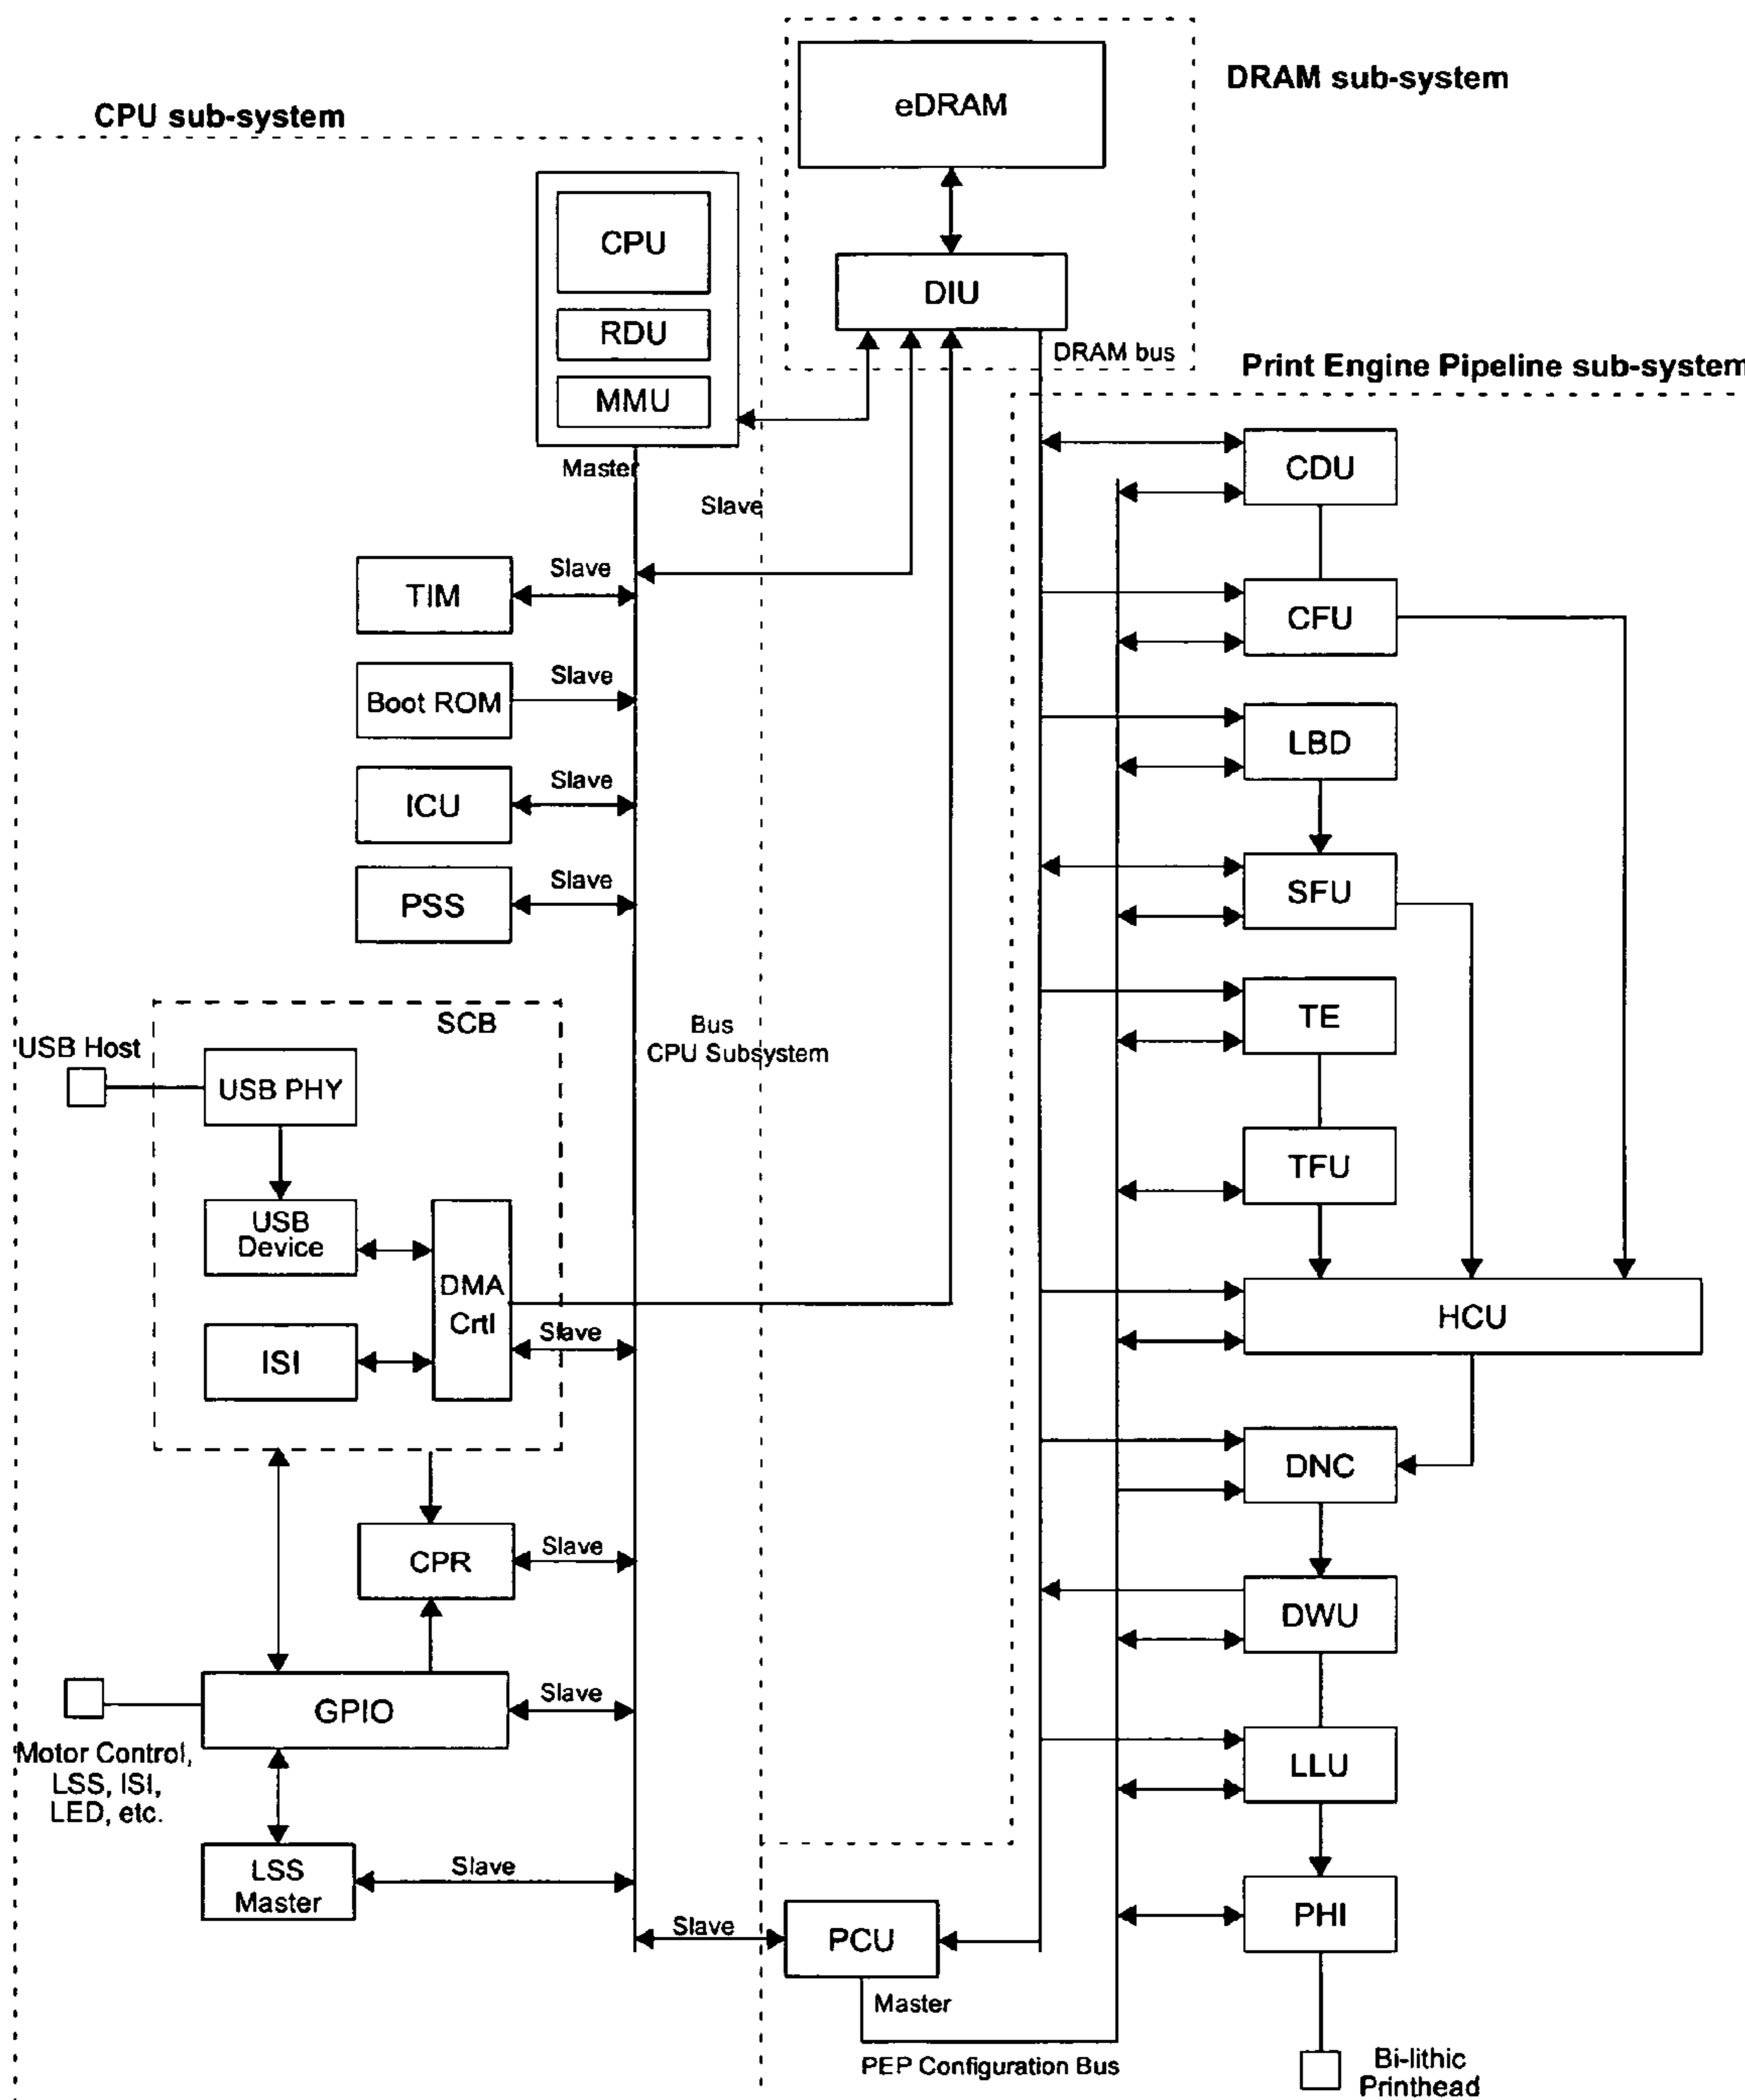 DRAM sub-system
eDRAM
CPU sub-system
CPU
DIU
RDU
DRAM bus
Print Engine Pipeline sub-system
MMU
CDU
Master
Slave
TIM
Slave
CFU
Boot ROM
Slave
LBD
ICU
Slave
PSS
Slave
SFU
SCB
Bus
CPU Subsystem
TE
USB Host
USB PHY
TFU
USB
Device
DMA
Crtl
HCU
ISI
Slave
DNC
CPR
Slave
DWU
GPIO
Slave
Motor Control,
LSS, ISI,
LED, etc.
LLU
LSS
Master
Slave
PHI
Slave
PCU
Master
PEP Configuration Bus
Bi-lithic
Printhead